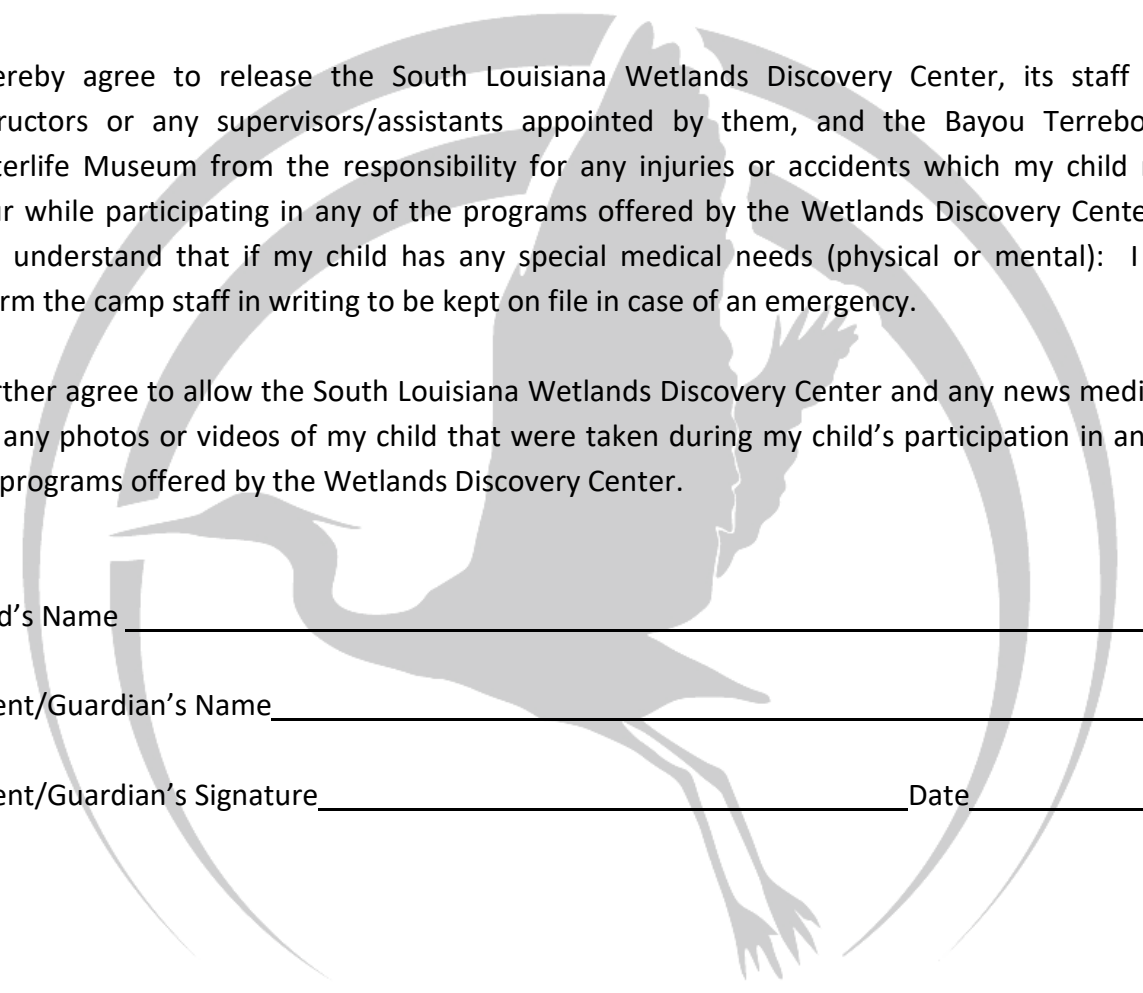 ereby agree to release the South Louisiana Wetlands Discovery Center, its staff
ructors or any supervisors/assistants appointed by them, and the Bayou Terrebo
terlife Museum from the responsibility for any injuries or accidents which my child
ur while participating in any of the programs offered by the Wetlands Discovery Cente
understand that if my child has any special medical needs (physical or mental): I
rm the camp staff in writing to be kept on file in case of an emergency.
rther agree to allow the South Louisiana Wetlands Discovery Center and any news medi
any photos or videos of my child that were taken during my child’s participation in an
programs offered by the Wetlands Discovery Center.
d’s Name
ent/Guardian’s Name
ent/Guardian’s Signature Date